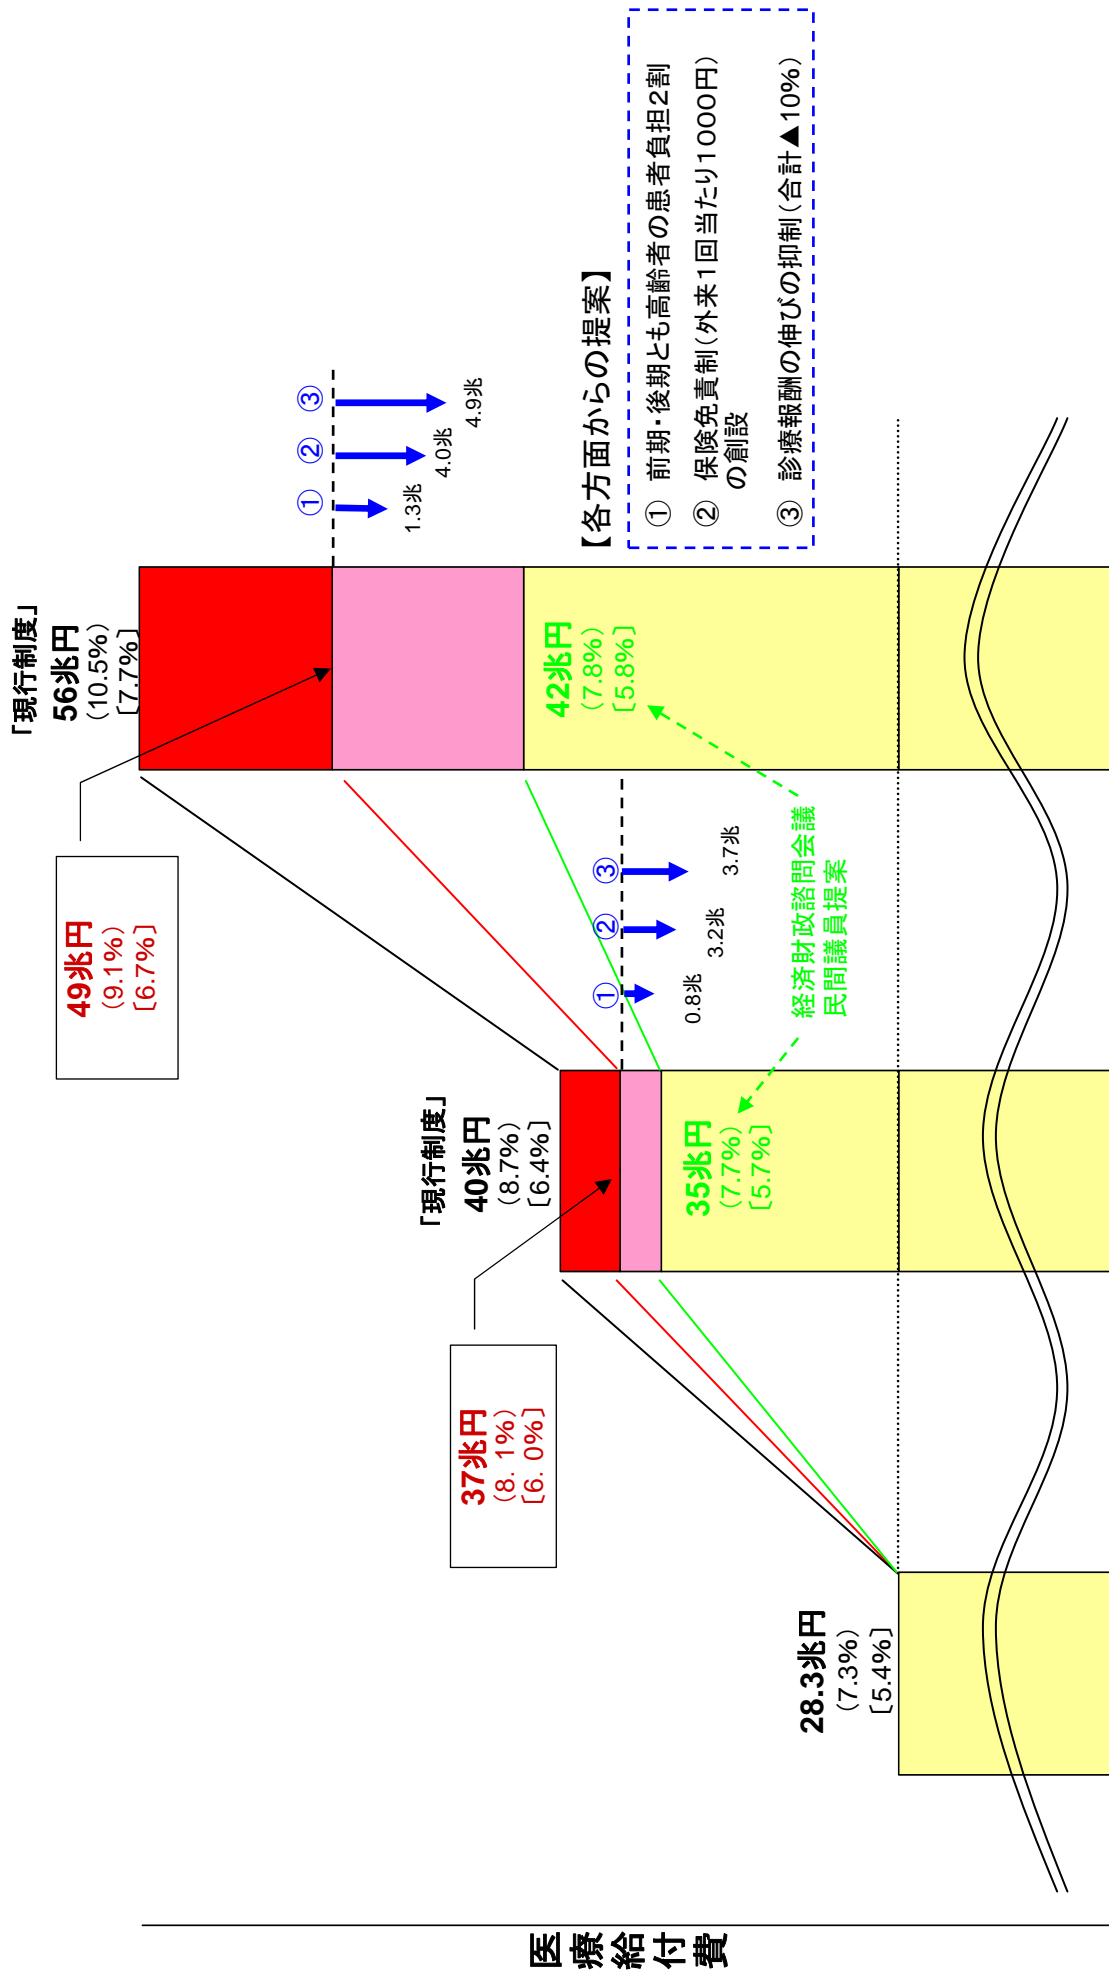 医療給付費
28.3兆円
（7.3%）
［5.4%］
37兆円
（8．1%）
［6．0%］
「現行制度」
40兆円
（8.7%）
［6.4%］
35兆円
（7.7%）
［5.7%］
①
②
③
0.8兆
3.2兆
3.7兆
経済財政諮問会議
民間議員提案
49兆円
（9.1%）
［6.7%］
「現行制度」
56兆円
（10.5%）
［7.7%］
42兆円
（7.8%）
［5.8%］
①
②
③
1.3兆
4.0兆
4.9兆
【各方面からの提案】
① 前期・後期とも高齢者の患者負担2割
② 保険免責制（外来1回当たり1000円）
の創設
③ 診療報酬の伸びの抑制（合計▲10%）